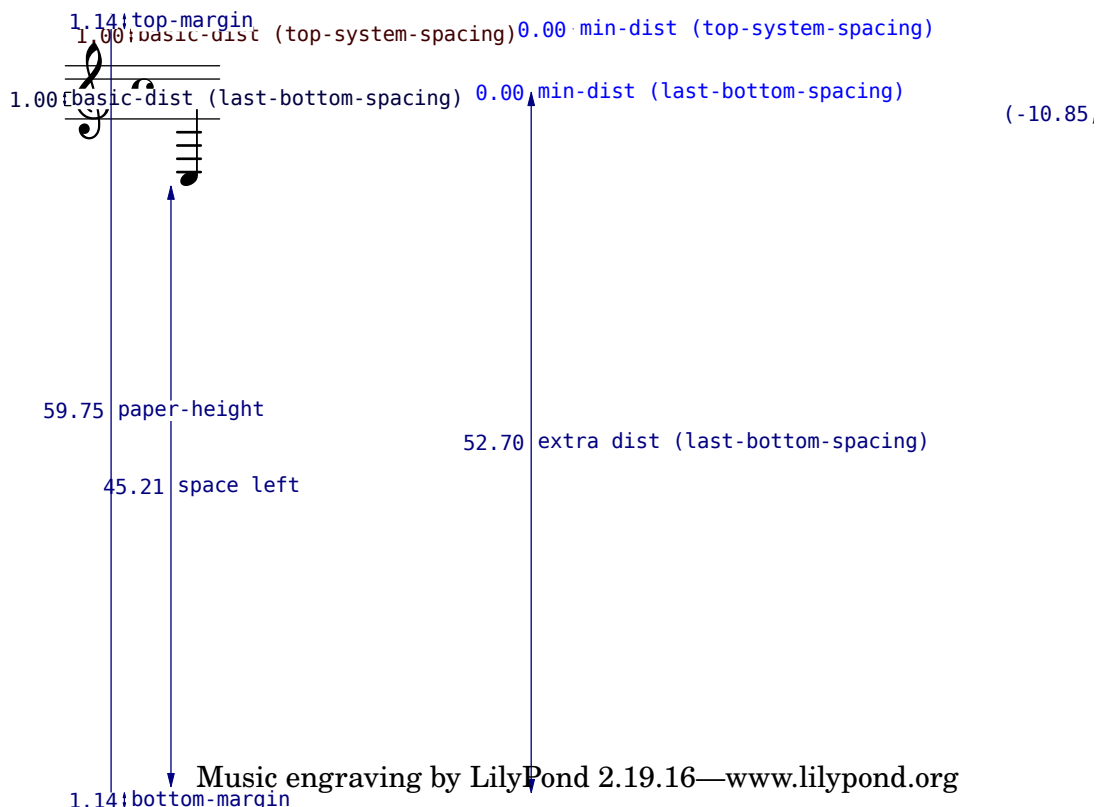 1.14 top-margin
1.00 basic-dist (top-system-spacing) 0.00 min-dist (top-system-spacing)
1.00 basic-dist (last-bottom-spacing) 0.00 min-dist (last-bottom-spacing)
(-10.85,
59.75 paper-height
52.70 extra dist (last-bottom-spacing)
45.21 space left
Music engraving by LilyPond 2.19.16—www.lilypond.org
1.14 bottom-margin